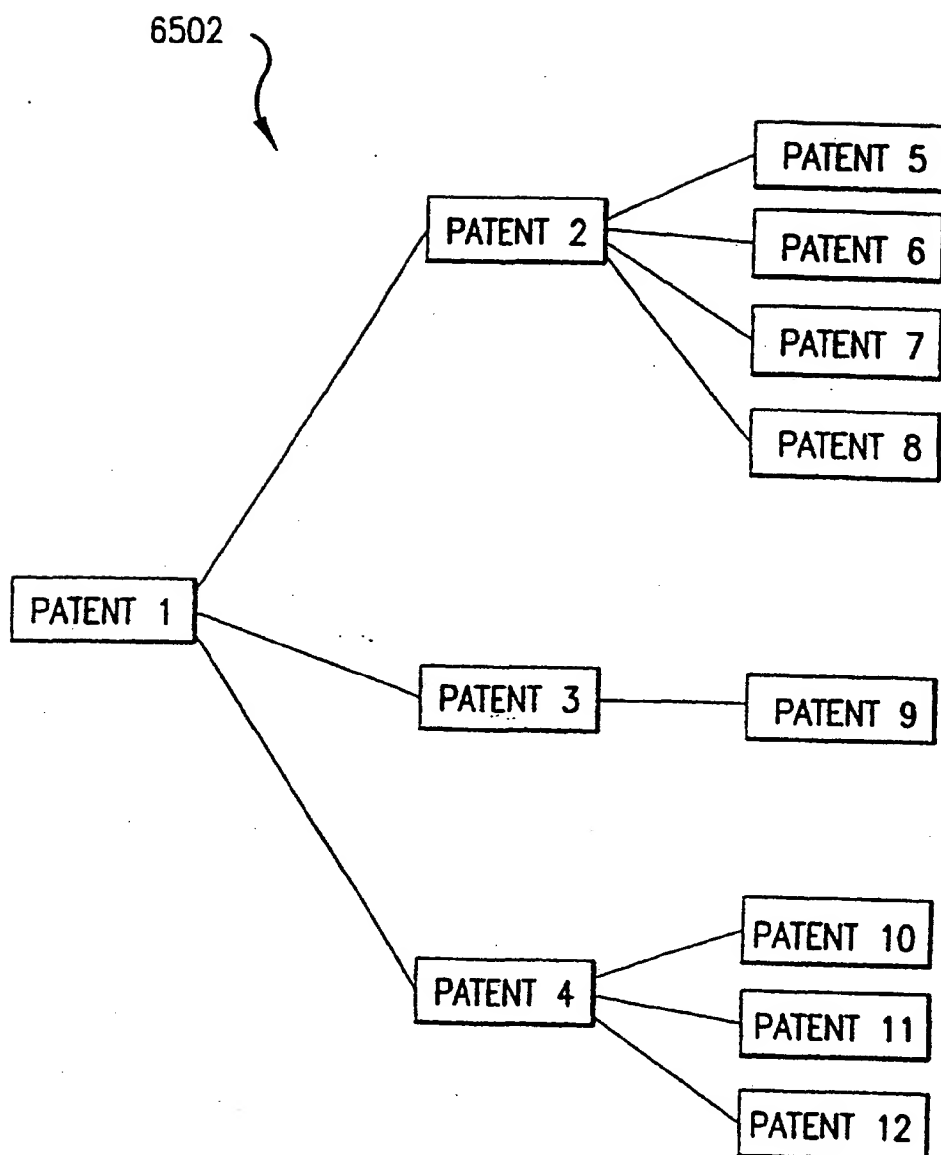 6502
PATENT 5
PATENT 2
PATENT 6
PATENT 7
PATENT 8
PATENT 1
PATENT 3
PATENT 9
PATENT 10
PATENT 4
PATENT 11
PATENT 12